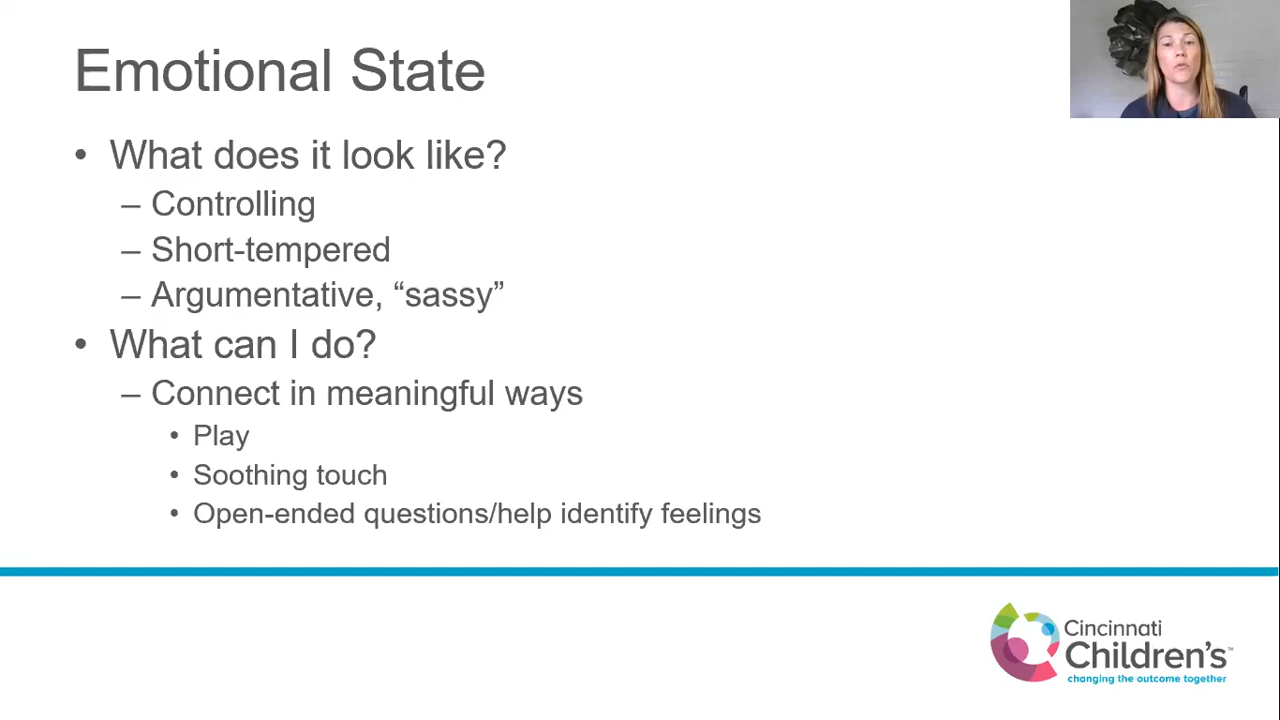 Emotional State
• What does it look like?
– Controlling
– Short-tempered
– Argumentative, “sassy”
• What can I do?
– Connect in meaningful ways
• Play
• Soothing touch
• Open-ended questions/help identify feelings
Cincinnati
Children's™
changing the outcome together